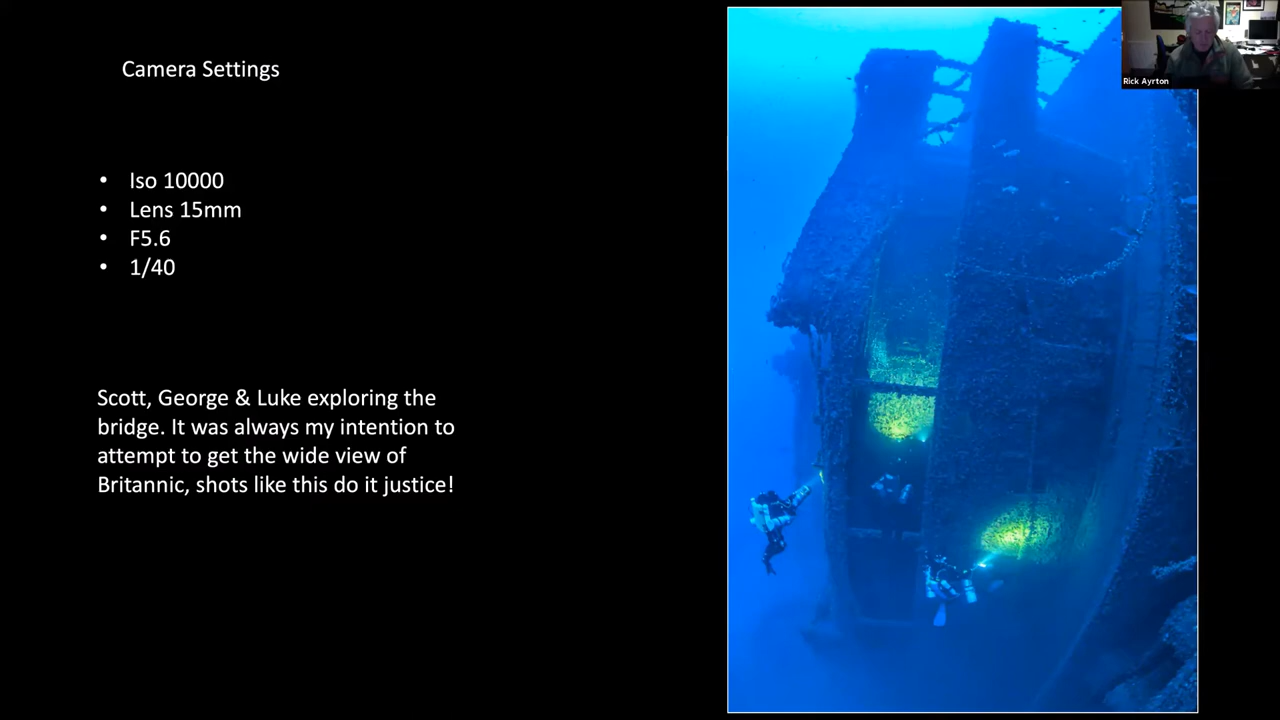 Camera Settings
Rick Ayrton
• Iso 10000
• Lens 15mm
• F5.6
• 1/40
Scott, George & Luke exploring the
bridge. It was always my intention to
attempt to get the wide view of
Britannic, shots like this do it justice!